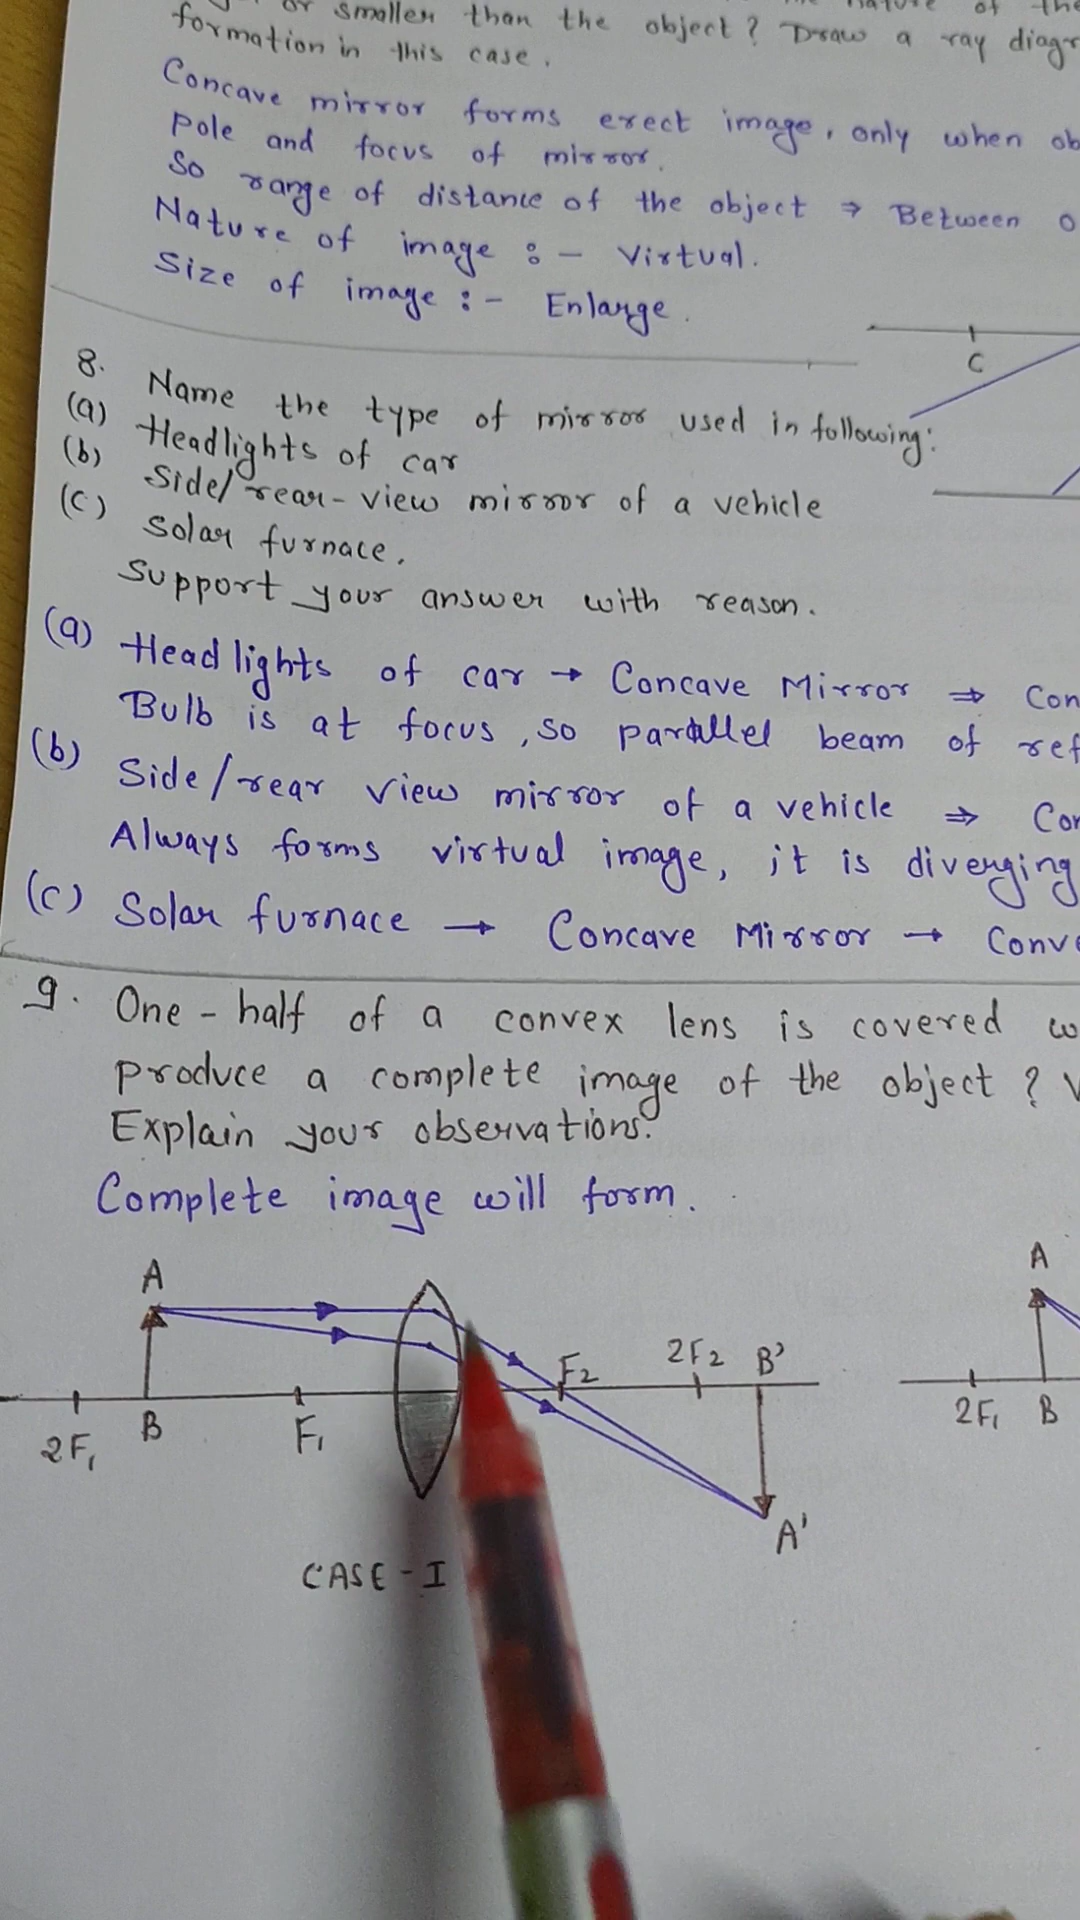 or smaller than the object? Draw a ray diagr
formation in this case.
Concave mirror forms erect image, only when ob
Pole and focus of mirror.
So range of distance of the object ⇒ Between
Nature of image :- Virtual.
Size of image :- Enlarge.
C
8. Name the type of mirror used in following:
(a) Headlights of car
(b) Side/rear-view mirror of a vehicle
(c) Solar furnace.
Support your answer with reason.
(a) Headlights of car → Concave Mirror ⇒ Con
Bulb is at focus, so parallel beam of ref
(b) Side/rear view mirror of a vehicle ⇒ Con
Always forms virtual image, it is diverging
(c) Solar furnace → Concave Mirror → Conve
9. One-half of a convex lens is covered w
produce a complete image of the object?
Explain your observations.
Complete image will form.
A
2F1 B F1 F2 2F2 B'
A'
CASE-I
A
2F1 B